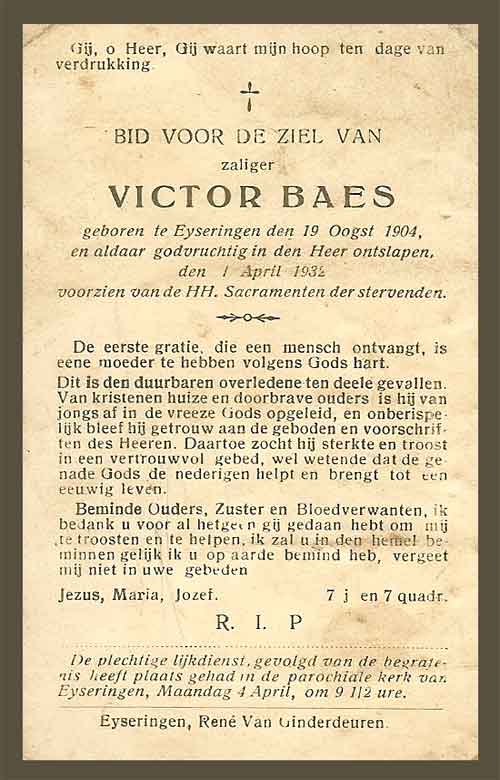 Gij, o Heer, Gij waart mijn hoop ten dage van
verdrukking
BID VOOR DE ZIEL VAN
zaliger
VICTOR BAES
geboren te Eyseringen den 19 Oogst 1904,
en aldaar godvruchtig in den Heer ontslapen,
den 1 April 1932
voorzien van de HH. Sacramenten der stervenden.
De eerste gratie, die een mensch ontvangt, is
eene moeder te hebben volgens Gods hart.
Dit is den duurbaren overledene ten deele gevallen.
Van kristenen huize en doorbrave ouders is hij van
jongs af in de vreeze Gods opgeleid, en onberispe-
lijk bleef hij getrouw aan de geboden en voorschrif-
ten des Heeren. Daartoe zocht hij sterkte en troost
in een vertrouwvol gebed, wel wetende dat de ge-
nade Gods de nederigen helpt en brengt tot een
eeuwig leven.
Beminde Ouders, Zuster en Bloedverwanten, ik
bedank u voor al hetgeen gij gedaan hebt om mij
te troosten en te helpen, ik zal u in den hemel be-
minnen gelijk ik u op aarde bemind heb, vergeet
mij niet in uwe gebeden
Jezus, Maria, Jozef. 7 j en 7 quadr.
R. I. P
De plechtige lijkdienst, gevolgd van de begrafe-
nis heeft plaats gehad in de parochiale kerk van
Eyseringen, Maandag 4 April, om 9 1/2 ure.
Eyseringen, René Van Ginderdeuren.